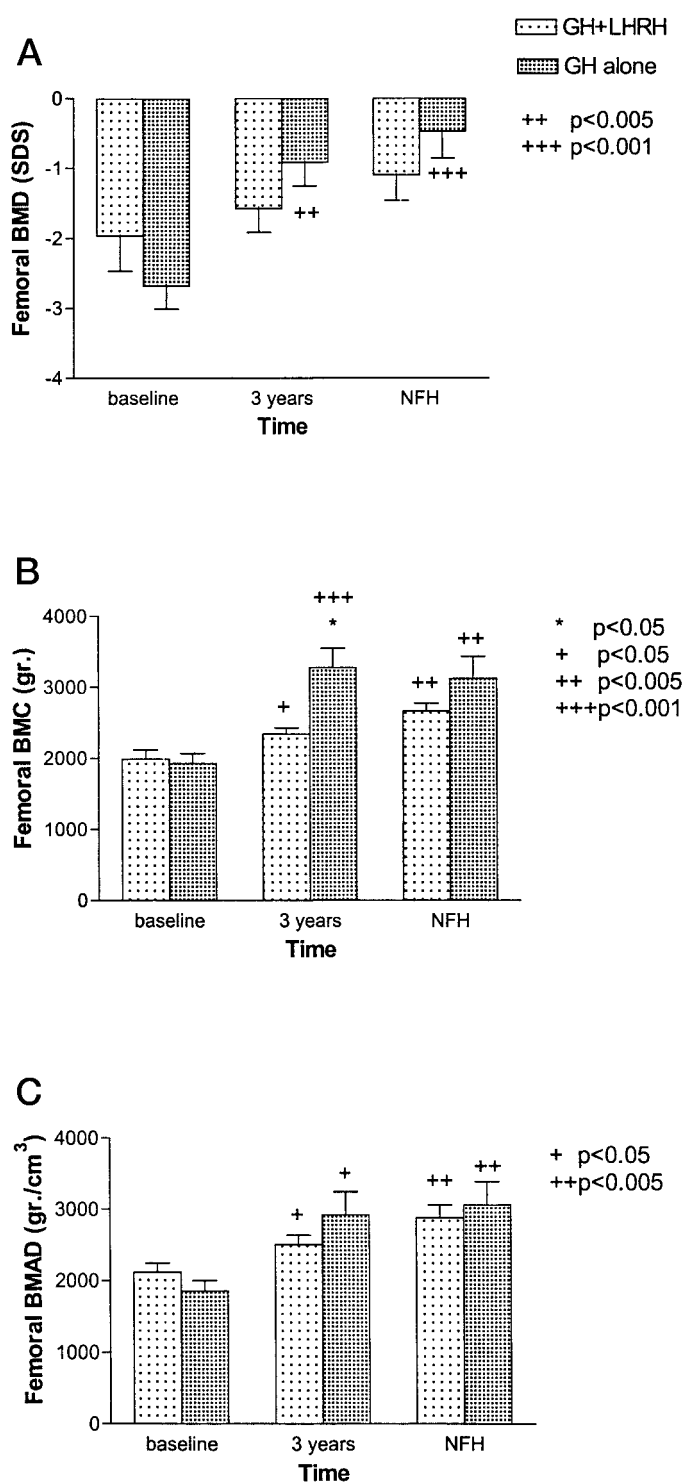 A
GH+LHRH
GH alone
++ p<0.005
+++ p<0.001
Femoral BMD (SDS)
0
-1
-2
-3
-4
++
+++
baseline 3 years NFH
Time
B
* p<0.05
+ p<0.05
++ p<0.005
+++p<0.001
Femoral BMC (gr.)
4000
3000
2000
1000
0
+
+++
*
++
++
baseline 3 years NFH
Time
C
+ p<0.05
++p<0.005
Femoral BMAD (gr./cm³)
4000
3000
2000
1000
0
+
+
++
++
baseline 3 years NFH
Time